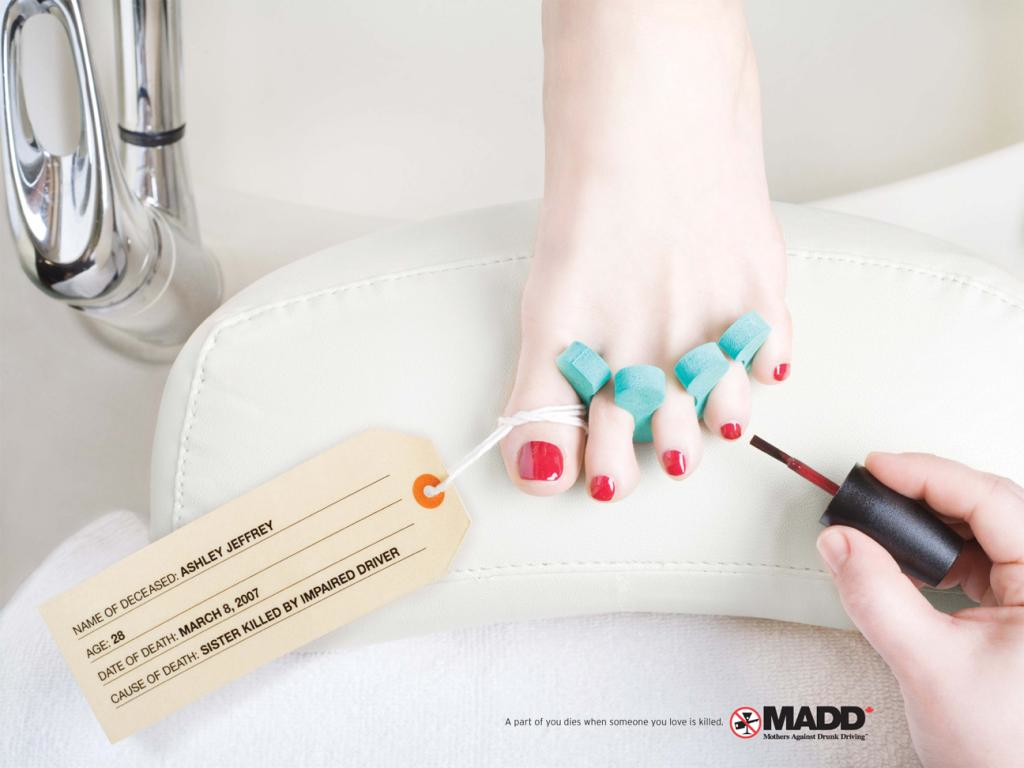 NAME OF DECEASED: ASHLEY JEFFREY
AGE: 28
DATE OF DEATH: MARCH 8, 2007
CAUSE OF DEATH: SISTER KILLED BY IMPAIRED DRIVER
A part of you dies when someone you love is killed.
MADD
Mothers Against Drunk Driving™